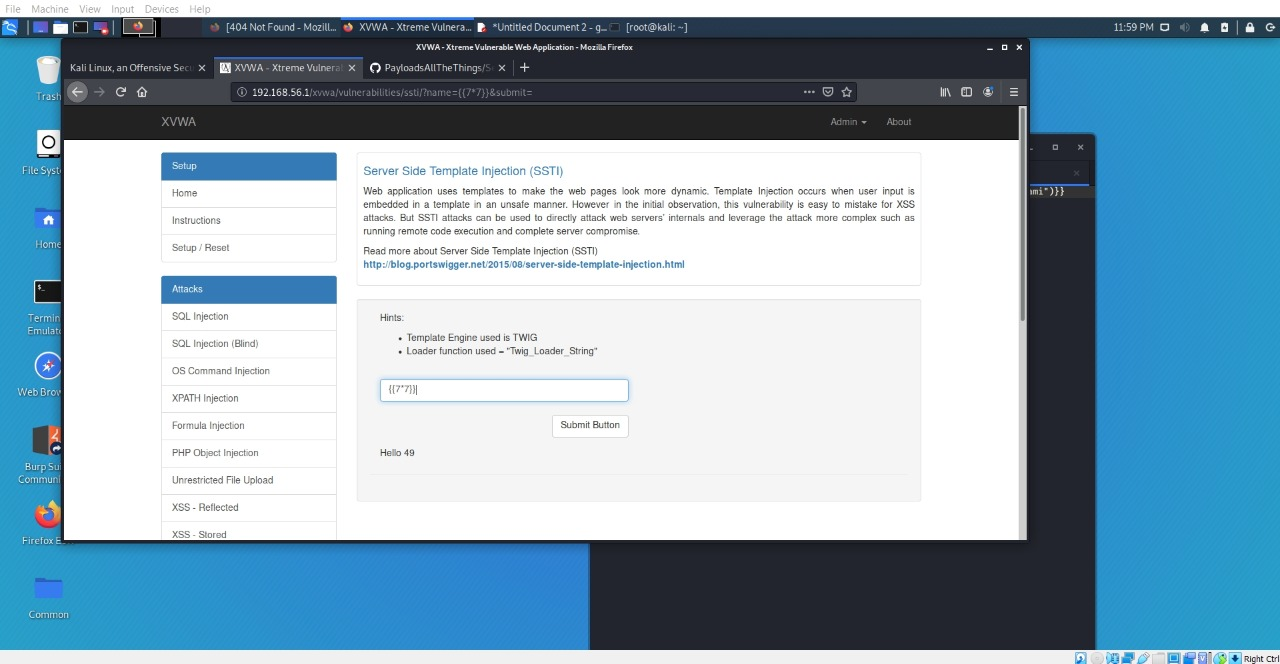 File Machine View Input Devices Help
[404 Not Found - Mozill... XVWA - Xtreme Vulnera... *Untitled Document 2 - g... [root@kali: ~] 11:59 PM
XVWA - Xtreme Vulnerable Web Application - Mozilla Firefox
Kali Linux, an Offensive Secu XVWA - Xtreme Vulnerab PayloadsAllTheThings/S
192.168.56.1/xvwa/vulnerabilities/ssti/?name={{7*7}}&submit=
XVWA Admin About
Trash
File Syst
Home
Termin
Emulat
Web Brow
Burp Sui
Communi
Firefox E
Common
Setup
Home
Instructions
Setup / Reset
Attacks
SQL Injection
SQL Injection (Blind)
OS Command Injection
XPATH Injection
Formula Injection
PHP Object Injection
Unrestricted File Upload
XSS - Reflected
XSS - Stored
Server Side Template Injection (SSTI)
Web application uses templates to make the web pages look more dynamic. Template Injection occurs when user input is
embedded in a template in an unsafe manner. However in the initial observation, this vulnerability is easy to mistake for XSS
attacks. But SSTI attacks can be used to directly attack web servers' internals and leverage the attack more complex such as
running remote code execution and complete server compromise.
Read more about Server Side Template Injection (SSTI)
http://blog.portswigger.net/2015/08/server-side-template-injection.html
Hints:
Template Engine used is TWIG
Loader function used = "Twig_Loader_String"
{{7*7}}
Submit Button
Hello 49
ami")}}
Right Ctrl